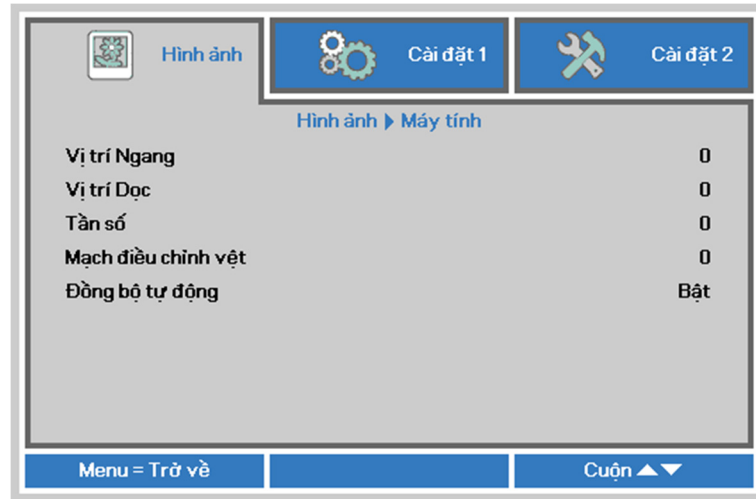 Hình ảnh
Cài đặt 1
Cài đặt 2
Hình ảnh Máy tính
Vị trí Ngang 0
Vị trí Dọc 0
Tần số 0
Mạch điều chỉnh vệt 0
Đồng bộ tự động Bật
Menu = Trở về
Cuộn ▲▼